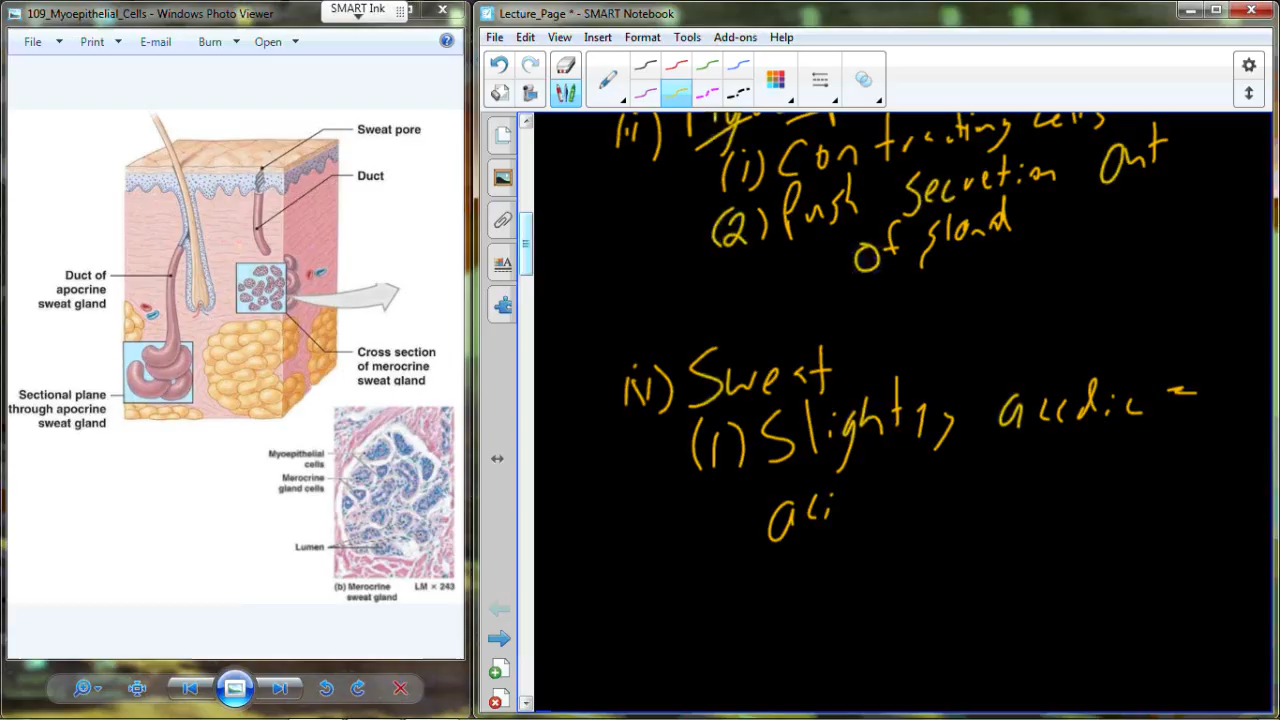 109_Myoepithelial_Cells - Windows Photo Viewer
SMART Ink
File Print E-mail Burn Open
Sweat pore
Duct
Duct of
apocrine
sweat gland
Cross section
of merocrine
sweat gland
Sectional plane
through apocrine
sweat gland
Myoepithelial
cells
Merocrine
gland cells
Lumen
(b) Merocrine
sweat gland
LM × 243
Lecture_Page * - SMART Notebook
File Edit View Insert Format Tools Add-ons Help
(ii)
(i) Contracting cells
(2) Push secretion out
of gland
iii) Sweat
(1) Slightly acidic =
aci